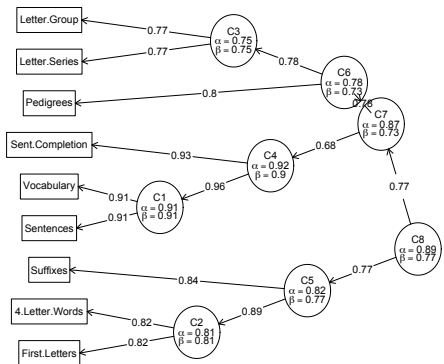 Letter.Group
0.77
C3
α = 0.75
β = 0.75
Letter.Series
0.77
0.78
C6
α = 0.78
β = 0.73
Pedigrees
0.8
0.78
C7
α = 0.87
β = 0.73
Sent.Completion
0.93
C4
α = 0.92
β = 0.9
0.68
Vocabulary
0.91
C1
α = 0.91
β = 0.91
0.96
Sentences
0.91
0.77
C8
α = 0.89
β = 0.77
Suffixes
0.84
C5
α = 0.82
β = 0.77
0.77
4.Letter.Words
0.82
C2
α = 0.81
β = 0.81
0.89
First.Letters
0.82